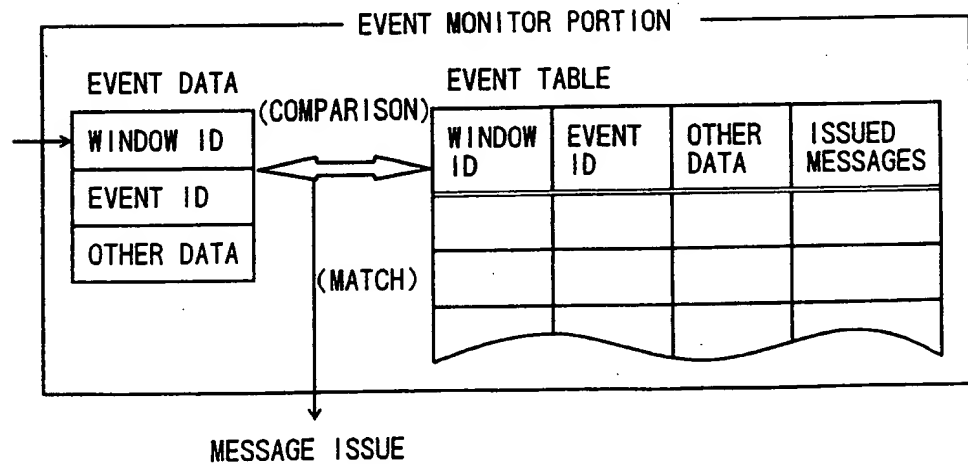 EVENT MONITOR PORTION
EVENT DATA
WINDOW ID
EVENT ID
OTHER DATA
(COMPARISON)
(MATCH)
EVENT TABLE
WINDOW
ID
EVENT
ID
OTHER
DATA
ISSUED
MESSAGES
MESSAGE ISSUE